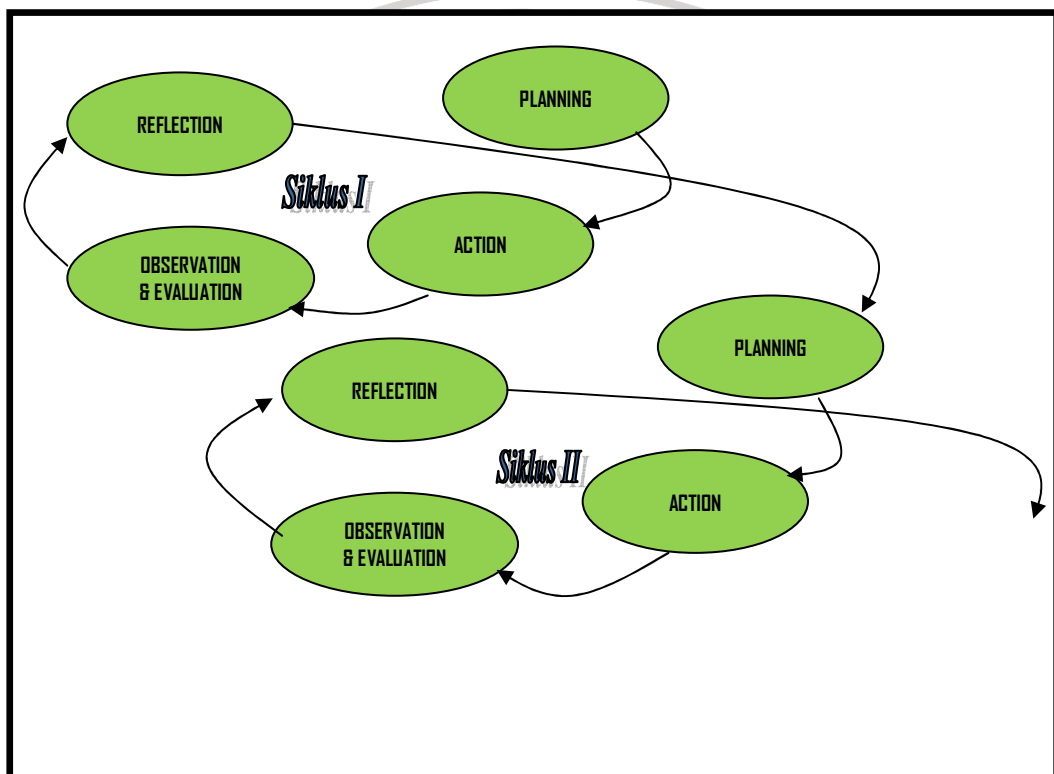 PLANNING
REFLECTION
Siklus I
ACTION
OBSERVATION
& EVALUATION
PLANNING
REFLECTION
Siklus II
ACTION
OBSERVATION
& EVALUATION